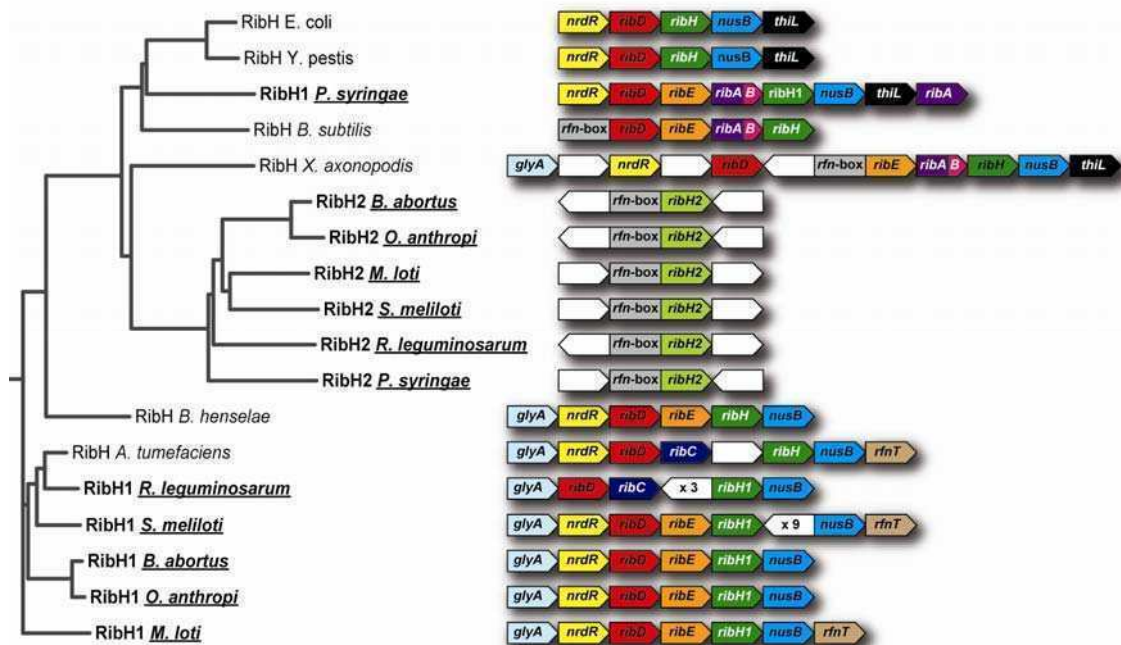 RibH E. coli nrdR ribD ribH nusB thiL
RibH Y. pestis nrdR ribD ribH nusB thiL
RibH1 P. syringae nrdR ribD ribE ribA B ribH1 nusB thiL ribA
RibH B. subtilis rfn-box ribD ribE ribA B ribH
RibH X. axonopodis glyA nrdR ribD rfn-box ribE ribA B ribH nusB thiL
RibH2 B. abortus rfn-box ribH2
RibH2 O. anthropi rfn-box ribH2
RibH2 M. loti rfn-box ribH2
RibH2 S. meliloti rfn-box ribH2
RibH2 R. leguminosarum rfn-box ribH2
RibH2 P. syringae rfn-box ribH2
RibH B. henselae glyA nrdR ribD ribE ribH nusB
RibH A. tumefaciens glyA nrdR ribD ribC ribH nusB rfnT
RibH1 R. leguminosarum glyA ribD ribC x 3 ribH1 nusB
RibH1 S. meliloti glyA nrdR ribD ribE ribH1 x 9 nusB rfnT
RibH1 B. abortus glyA nrdR ribD ribE ribH1 nusB
RibH1 O. anthropi glyA nrdR ribD ribE ribH1 nusB
RibH1 M. loti glyA nrdR ribD ribE ribH1 nusB rfnT